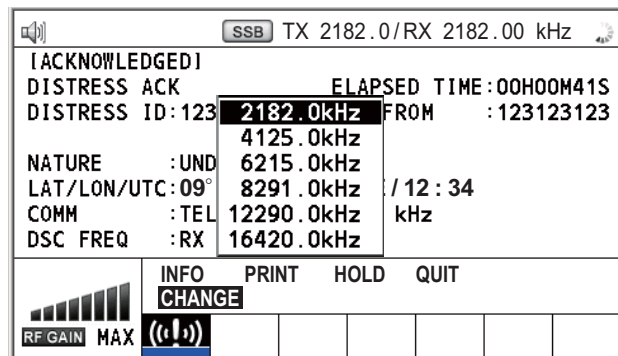 SSB TX 2182.0/RX 2182.00 kHz
[ACKNOWLEDGED]
DISTRESS ACK ELAPSED TIME:00H00M41S
DISTRESS ID:123 FROM :123123123
2182.0kHz
4125.0kHz
6215.0kHz
8291.0kHz
12290.0kHz
16420.0kHz
NATURE :UND
LAT/LON/UTC:09° /12:34
COMM :TEL kHz
DSC FREQ :RX
INFO PRINT HOLD QUIT
CHANGE
RF GAIN MAX